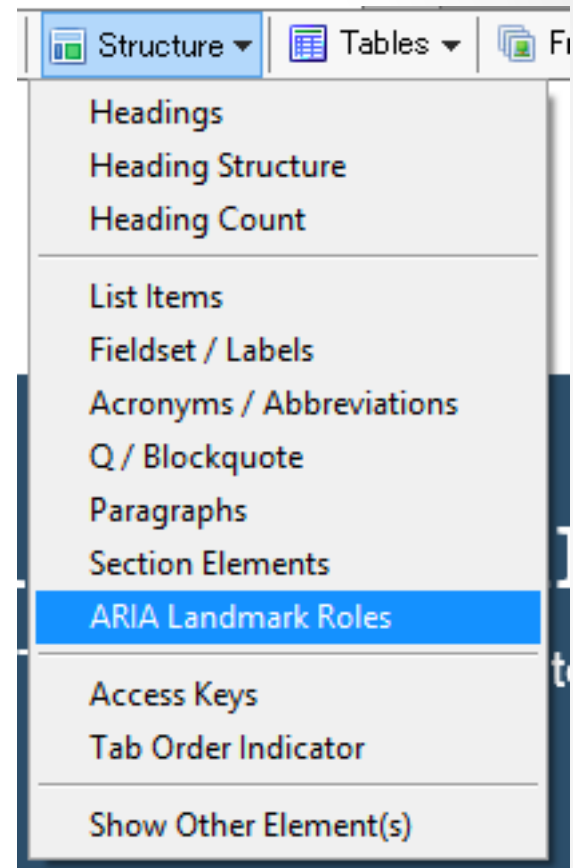 Structure Tables
Headings
Heading Structure
Heading Count
List Items
Fieldset / Labels
Acronyms / Abbreviations
Q / Blockquote
Paragraphs
Section Elements
ARIA Landmark Roles
Access Keys
Tab Order Indicator
Show Other Element(s)